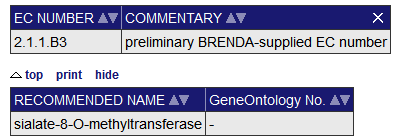 EC NUMBER COMMENTARY
2.1.1.B3 preliminary BRENDA-supplied EC number
top print hide
RECOMMENDED NAME GeneOntology No.
sialate-8-O-methyltransferase -